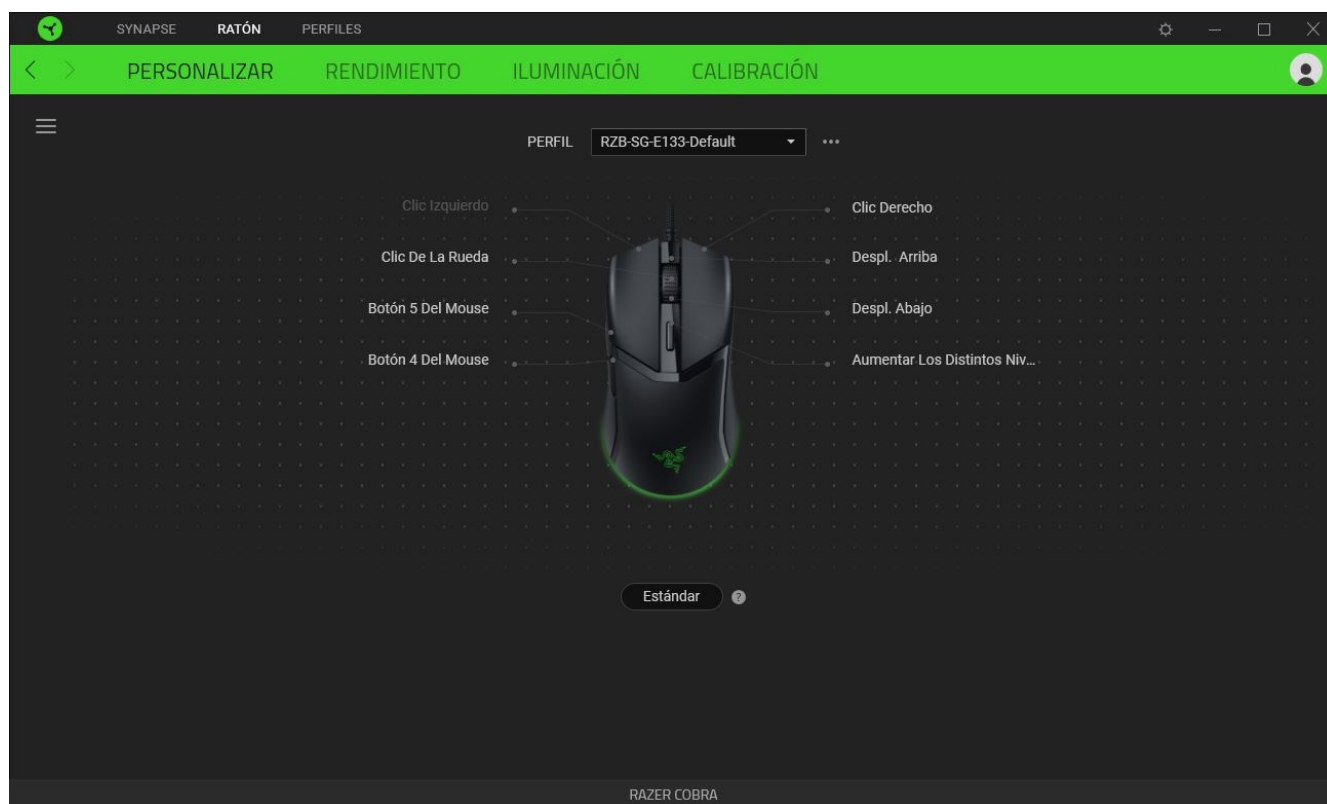 SYNAPSE RATÓN PERFILES
PERSONALIZAR RENDIMIENTO ILUMINACIÓN CALIBRACIÓN
PERFIL RZB-SG-E133-Default
Clic Izquierdo Clic Derecho
Clic De La Rueda Despl. Arriba
Botón 5 Del Mouse Despl. Abajo
Botón 4 Del Mouse Aumentar Los Distintos Niv...
Estándar ?
RAZER COBRA